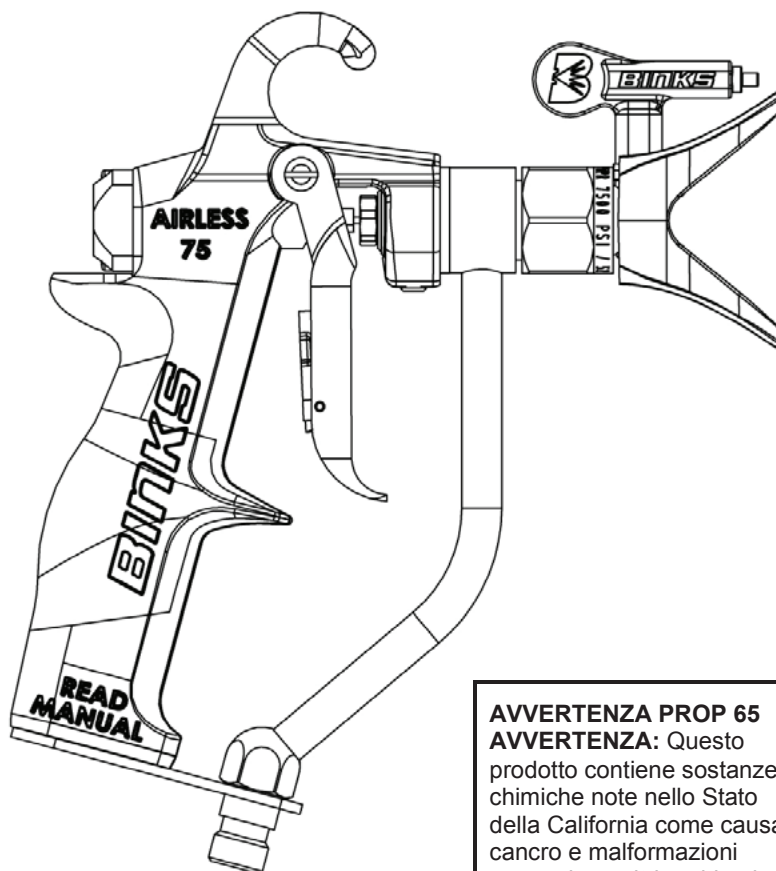 BINKS
7500 PSI /
AIRLESS
75
BINKS
READ
MANUAL
AVVERTENZA PROP 65
AVVERTENZA: Questo
prodotto contiene sostanze
chimiche note nello Stato
della California come causa
cancro e malformazioni